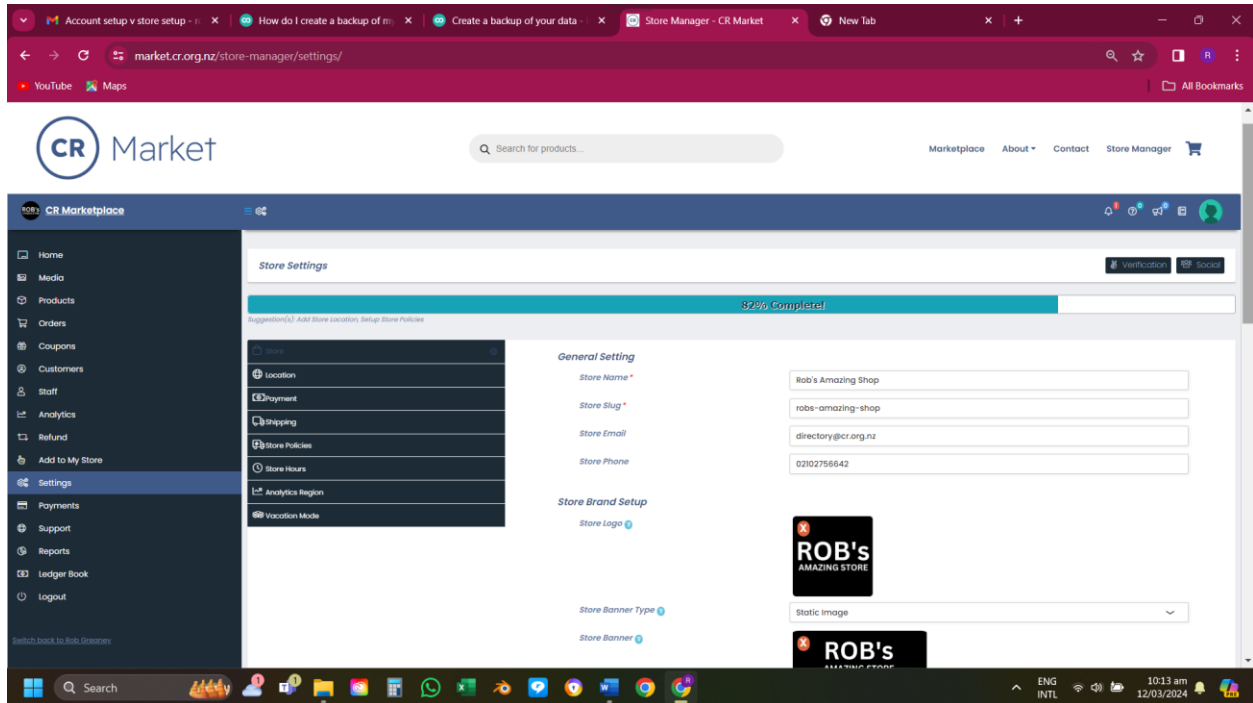 Account setup v store setup - r
How do I create a backup of my
Create a backup of your data -
Store Manager - CR Market
New Tab
market.cr.org.nz/store-manager/settings/
R
YouTube
Maps
All Bookmarks
CR Market
Search for products...
Marketplace
About
Contact
Store Manager
ROB's
CR Marketplace
Home
Media
Products
Orders
Coupons
Customers
Staff
Analytics
Refund
Add to My Store
Settings
Payments
Support
Reports
Ledger Book
Logout
Switch back to Rob Greaney
Store Settings
Verification
Social
82% Complete!
Suggestion(s): Add Store Location, Setup Store Policies
Store
Location
Payment
Shipping
Store Policies
Store Hours
Analytics Region
Vacation Mode
General Setting
Store Name *
Rob's Amazing Shop
Store Slug *
robs-amazing-shop
Store Email
directory@cr.org.nz
Store Phone
02102756642
Store Brand Setup
Store Logo
ROB's
AMAZING STORE
Store Banner Type
Static Image
Store Banner
ROB's
AMAZING STORE
Search
ENG
INTL
10:13 am
12/03/2024